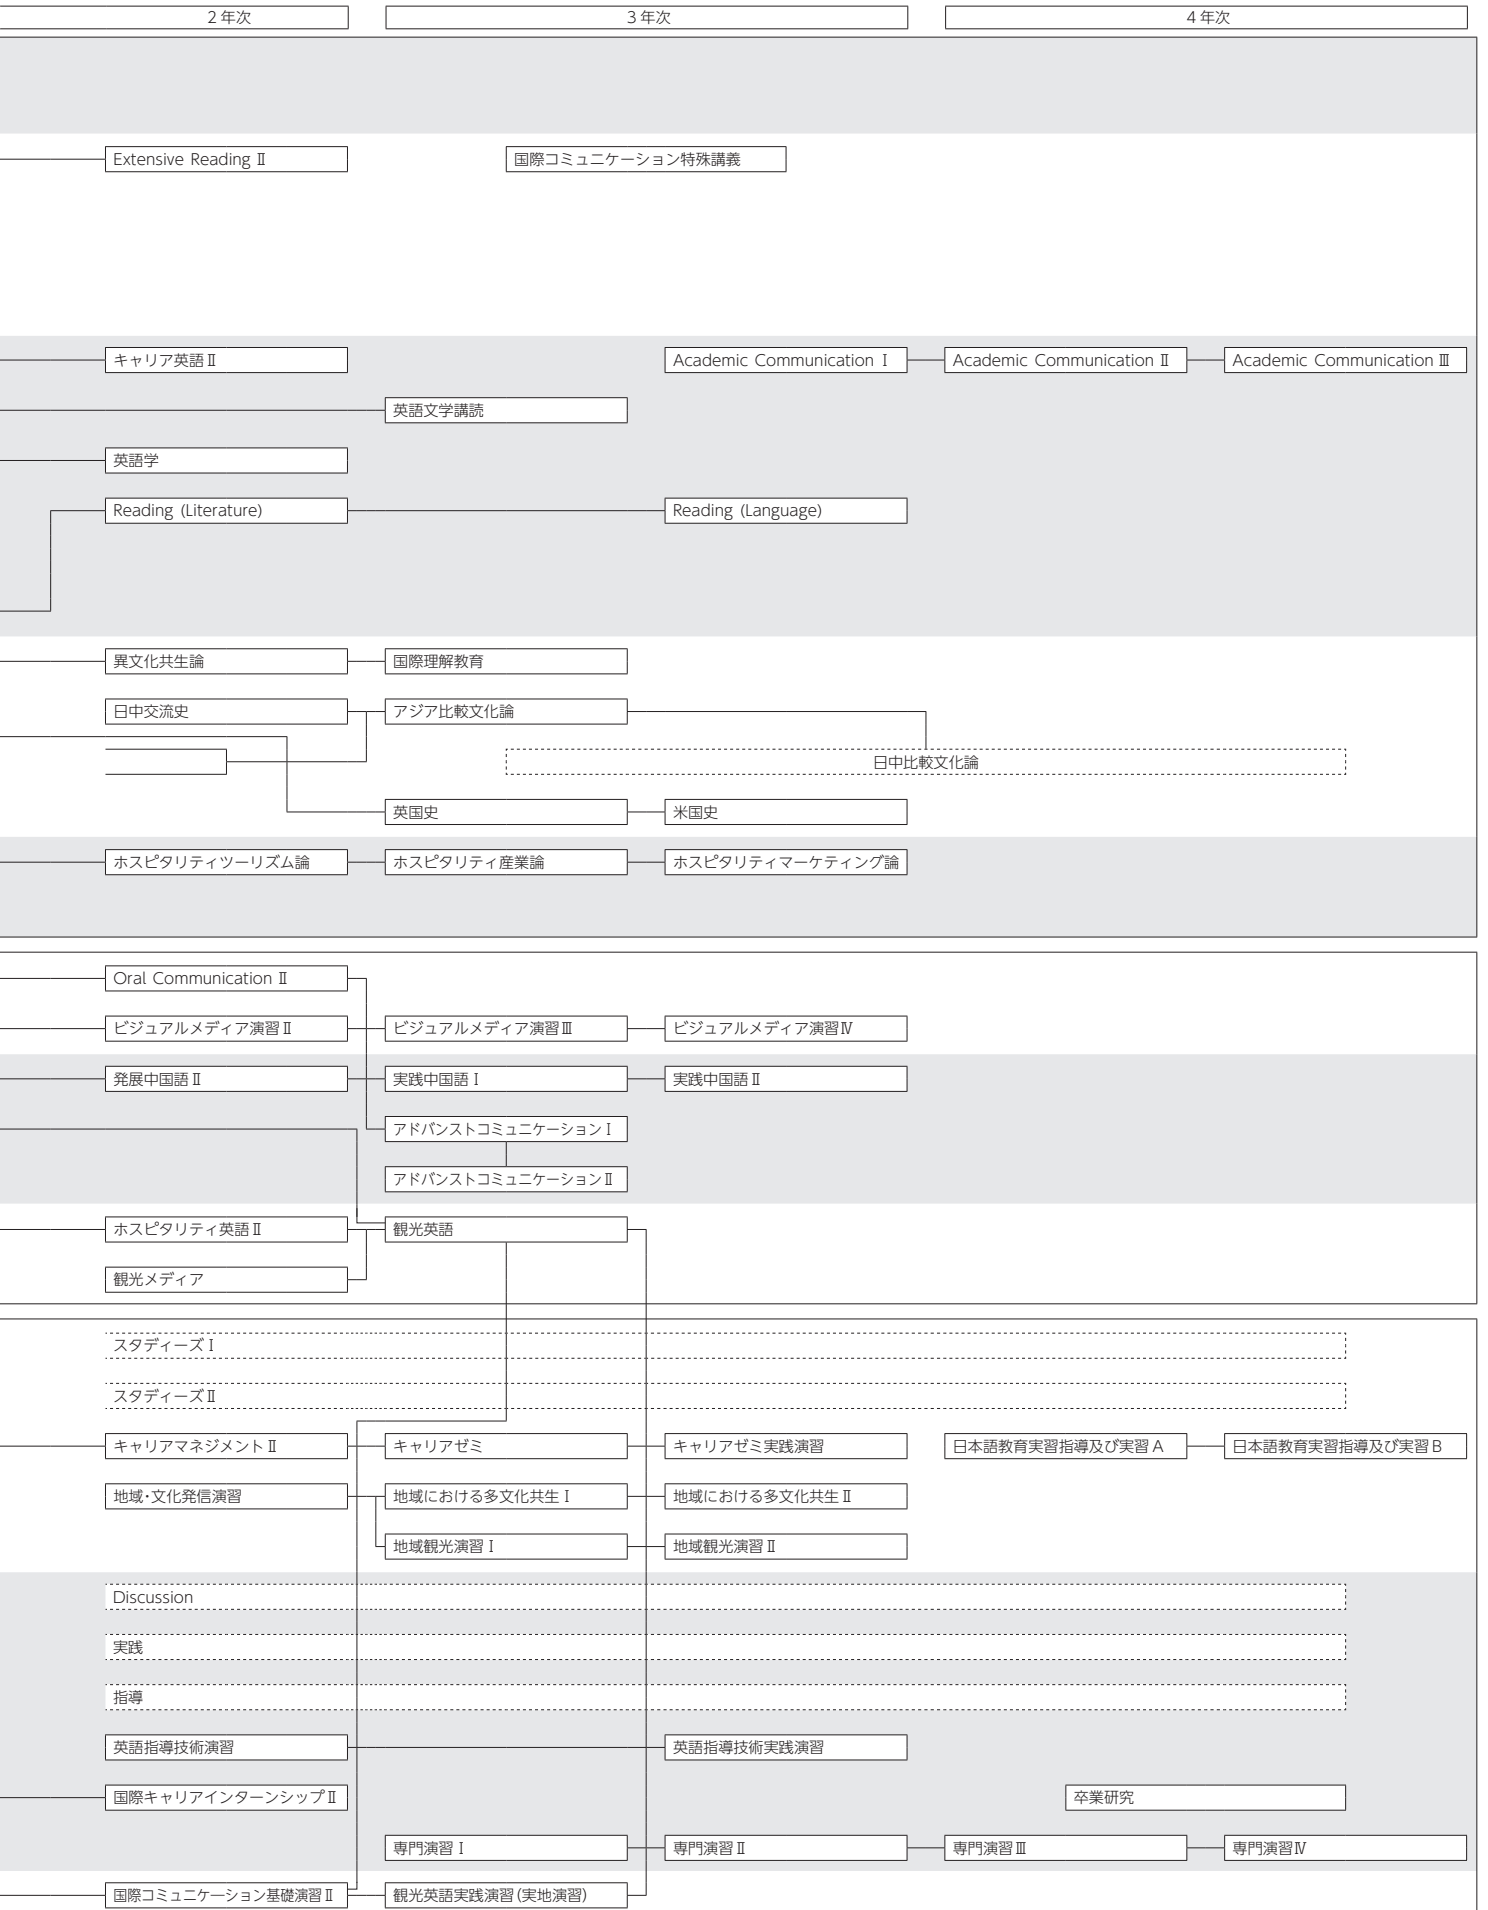 2年次 3年次 4年次
Extensive Reading Ⅱ 国際コミュニケーション特殊講義
キャリア英語Ⅱ Academic Communication Ⅰ Academic Communication Ⅱ Academic Communication Ⅲ
英語文学講読
英語学
Reading (Literature) Reading (Language)
異文化共生論 国際理解教育
日中交流史 アジア比較文化論
日中比較文化論
英国史 米国史
ホスピタリティツーリズム論 ホスピタリティ産業論 ホスピタリティマーケティング論
Oral Communication Ⅱ
ビジュアルメディア演習Ⅱ ビジュアルメディア演習Ⅲ ビジュアルメディア演習Ⅳ
発展中国語Ⅱ 実践中国語Ⅰ 実践中国語Ⅱ
アドバンストコミュニケーションⅠ
アドバンストコミュニケーションⅡ
ホスピタリティ英語Ⅱ 観光英語
観光メディア
スタディーズⅠ
スタディーズⅡ
キャリアマネジメントⅡ キャリアゼミ キャリアゼミ実践演習 日本語教育実習指導及び実習A 日本語教育実習指導及び実習B
地域・文化発信演習 地域における多文化共生Ⅰ 地域における多文化共生Ⅱ
地域観光演習Ⅰ 地域観光演習Ⅱ
Discussion
実践
指導
英語指導技術演習 英語指導技術実践演習
国際キャリアインターンシップⅡ 卒業研究
専門演習Ⅰ 専門演習Ⅱ 専門演習Ⅲ 専門演習Ⅳ
国際コミュニケーション基礎演習Ⅱ 観光英語実践演習(実地演習)